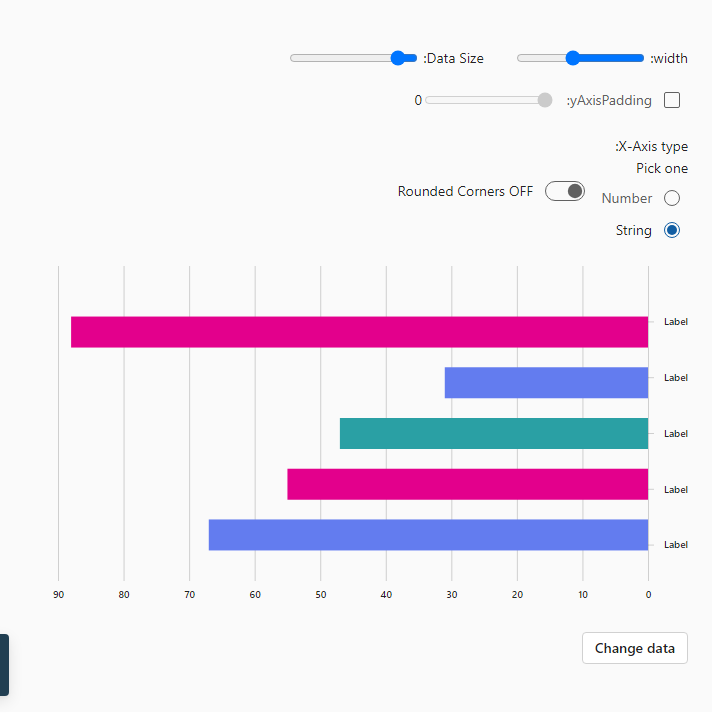 :width
:Data Size
:yAxisPadding
0
:X-Axis type
Pick one
Number
Rounded Corners OFF
String
Label
Label
Label
Label
Label
90 80 70 60 50 40 30 20 10 0
Change data